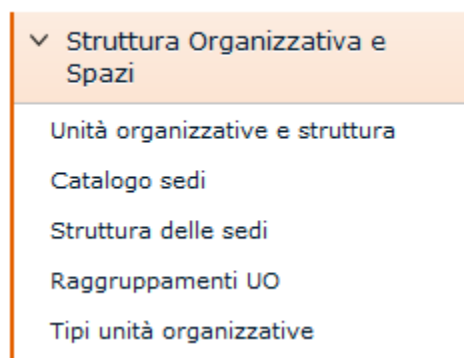 Struttura Organizzativa e
Spazi
Unità organizzative e struttura
Catalogo sedi
Struttura delle sedi
Raggruppamenti UO
Tipi unità organizzative